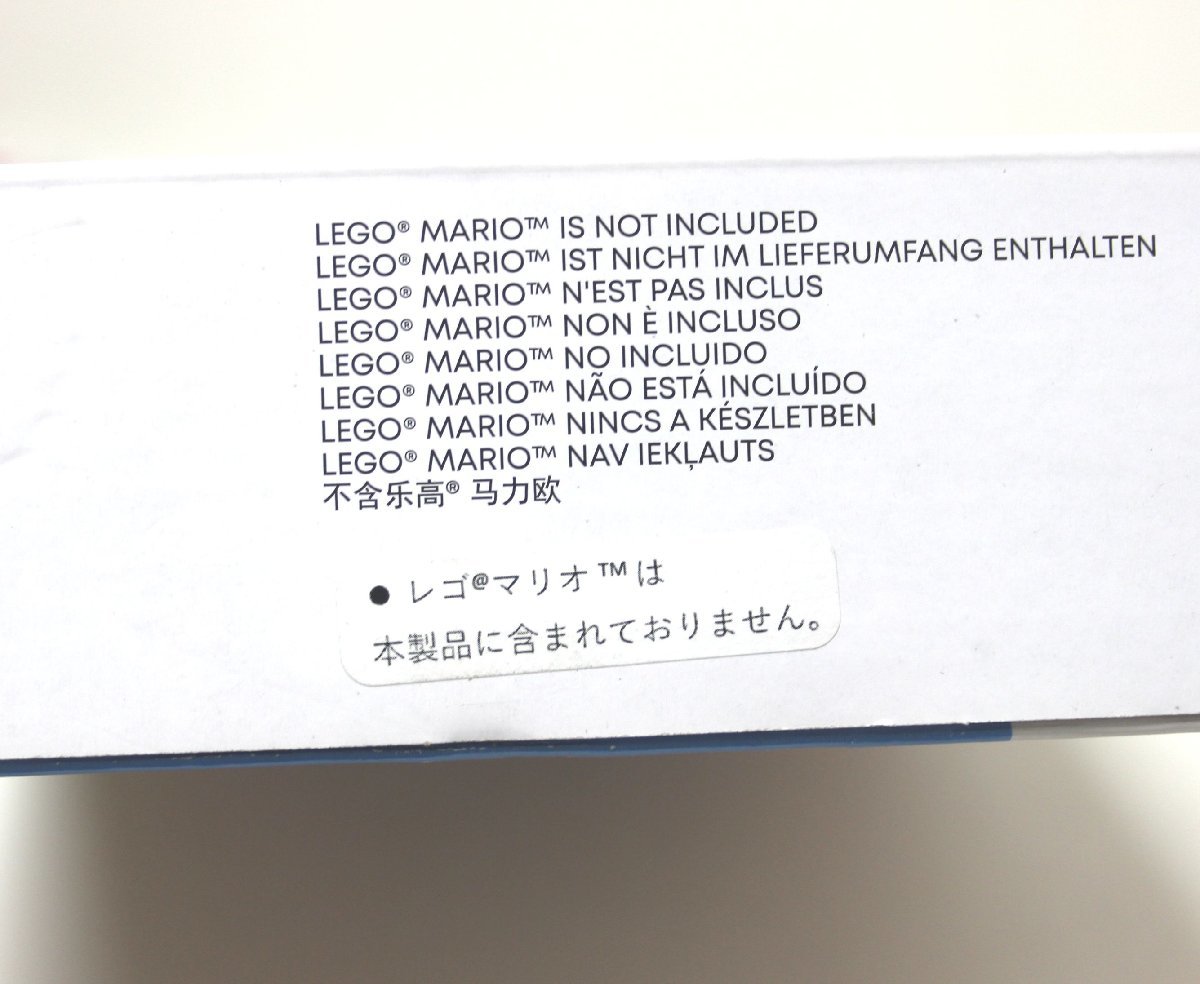 LEGO® MARIO™ IS NOT INCLUDED
LEGO® MARIO™ IST NICHT IM LIEFERUMFANG ENTHALTEN
LEGO® MARIO™ N'EST PAS INCLUS
LEGO® MARIO™ NON È INCLUSO
LEGO® MARIO™ NO INCLUIDO
LEGO® MARIO™ NÃO ESTÁ INCLUÍDO
LEGO® MARIO™ NINCS A KÉSZLETBEN
LEGO® MARIO™ NAV IEKĻAUTS
不含乐高® 马力欧
● レゴ@マリオ™は
本製品に含まれておりません。